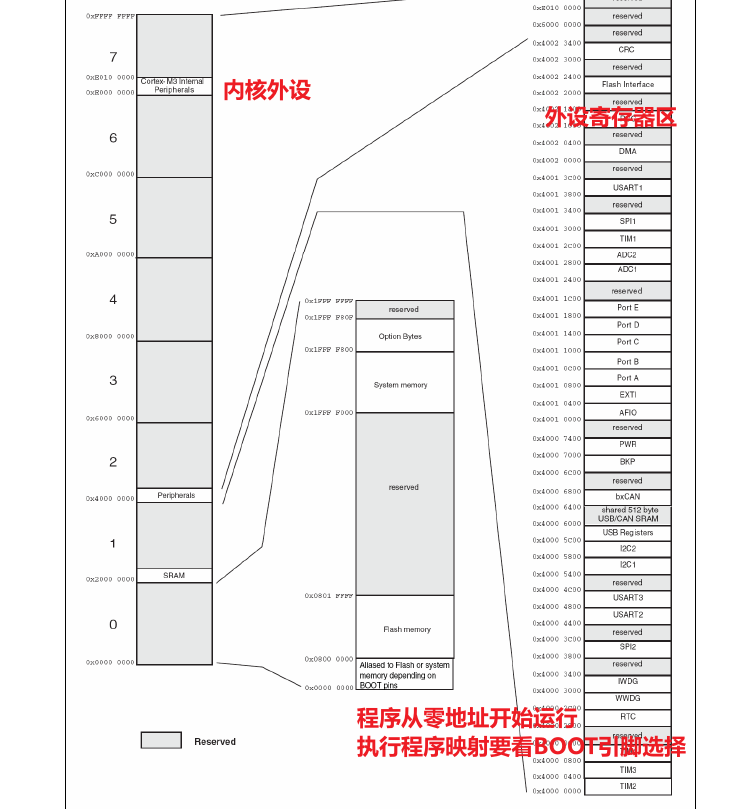 0xFFFF FFFF
7
0xE010 0000
Cortex-M3 Internal
Peripherals
0xE000 0000
内核外设
6
0xC000 0000
5
0xA000 0000
4
0x8000 0000
3
0x6000 0000
2
Peripherals
0x4000 0000
1
SRAM
0x2000 0000
0
0x0000 0000
Reserved
0x1FFF FFFF
reserved
0x1FFF F80F
Option Bytes
0x1FFF F800
System memory
0x1FFF F000
reserved
0x0801 FFFF
Flash memory
0x0800 0000
Aliased to Flash or system
memory depending on
BOOT pins
0x0000 0000
程序从零地址开始运行
执行程序映射要看BOOT引脚选择
reserved
0xE010 0000
reserved
0x6000 0000
reserved
0x4002 3400
CRC
0x4002 3000
reserved
0x4002 2400
Flash Interface
0x4002 2000
reserved
外设寄存器区
reserved
0x4002 0400
DMA
0x4002 0000
reserved
0x4001 3C00
USART1
0x4001 3800
reserved
0x4001 3400
SPI1
0x4001 3000
TIM1
0x4001 2C00
ADC2
0x4001 2800
ADC1
0x4001 2400
reserved
0x4001 1C00
Port E
0x4001 1800
Port D
0x4001 1400
Port C
0x4001 1000
Port B
0x4001 0C00
Port A
0x4001 0800
EXTI
0x4001 0400
AFIO
0x4001 0000
reserved
0x4000 7400
PWR
0x4000 7000
BKP
0x4000 6C00
reserved
0x4000 6800
bxCAN
0x4000 6400
shared 512 byte
USB/CAN SRAM
0x4000 6000
USB Registers
0x4000 5C00
I2C2
0x4000 5800
I2C1
0x4000 5400
reserved
0x4000 4C00
USART3
0x4000 4800
USART2
0x4000 4400
reserved
0x4000 3C00
SPI2
0x4000 3800
reserved
0x4000 3400
IWDG
0x4000 3000
WWDG
RTC
reserved
0x4000 0800
TIM3
0x4000 0400
TIM2
0x4000 0000